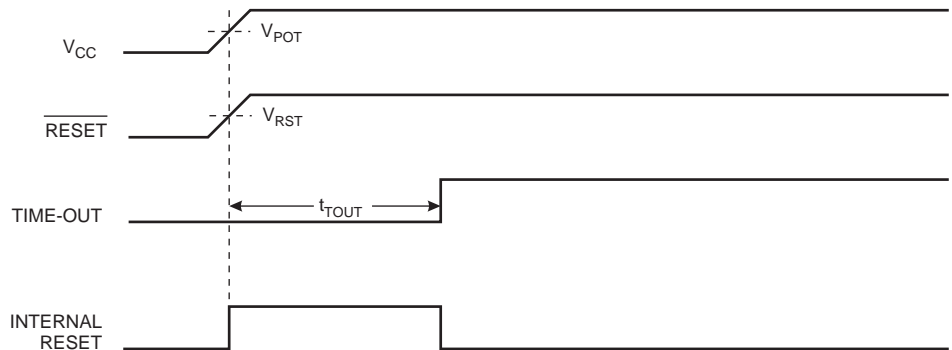 V_CC
V_POT
RESET
V_RST
TIME-OUT
t_TOUT
INTERNAL
RESET